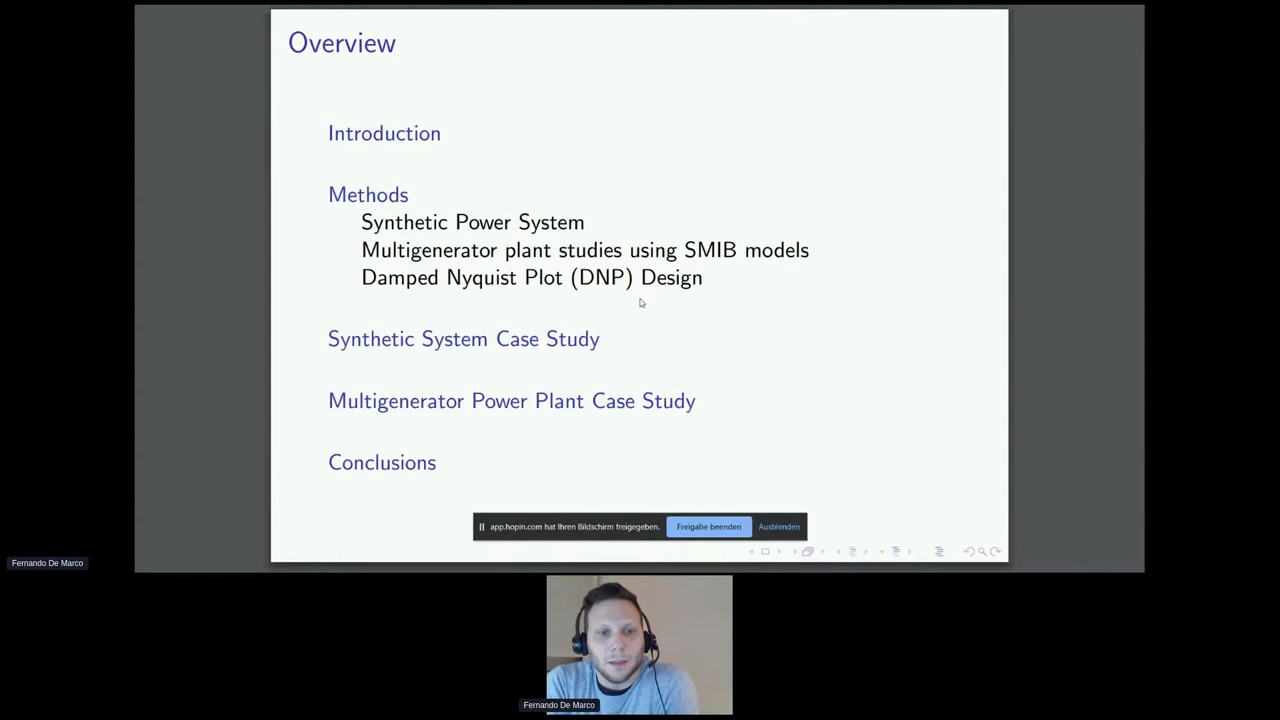 Overview
Introduction
Methods
Synthetic Power System
Multigenerator plant studies using SMIB models
Damped Nyquist Plot (DNP) Design
Synthetic System Case Study
Multigenerator Power Plant Case Study
Conclusions
app.hopin.com hat Ihren Bildschirm freigegeben. Freigabe beenden Ausblenden
Fernando De Marco
Fernando De Marco